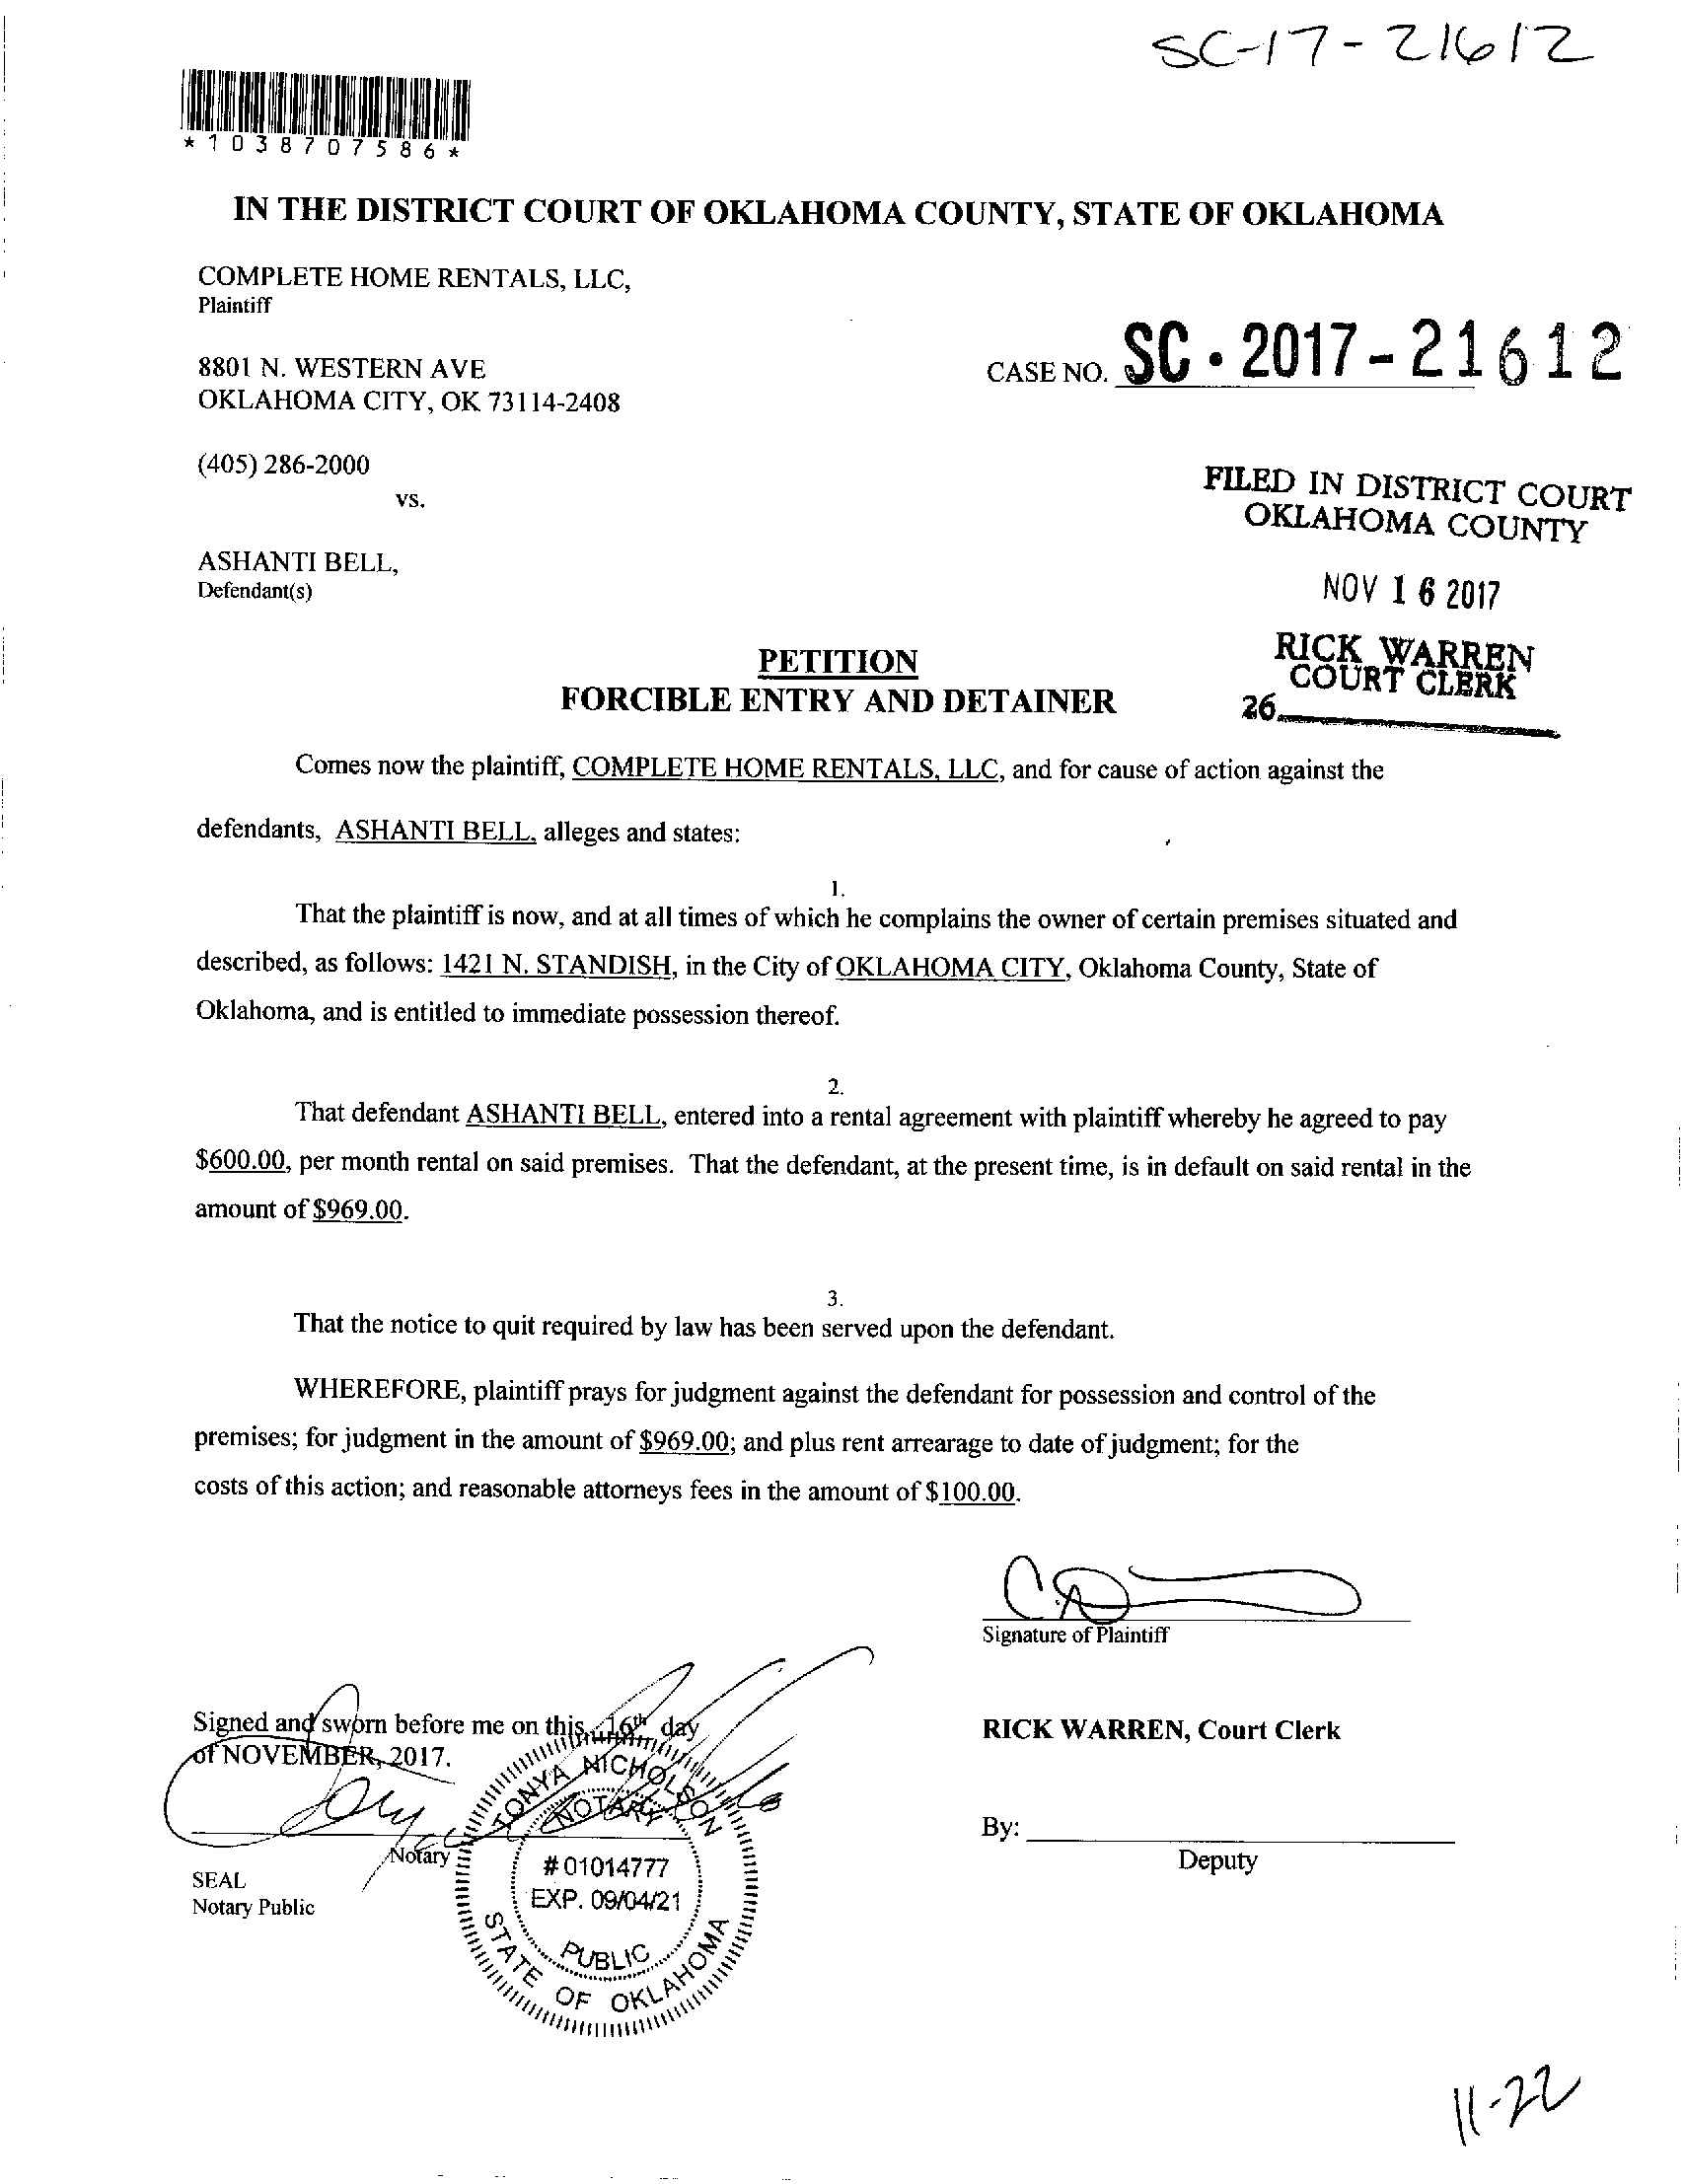 SC-17-21612
*1038707586*
IN THE DISTRICT COURT OF OKLAHOMA COUNTY, STATE OF OKLAHOMA
COMPLETE HOME RENTALS, LLC,
Plaintiff
8801 N. WESTERN AVE
OKLAHOMA CITY, OK 73114-2408
CASE NO. SC·2017-21612
(405) 286-2000
vs.
FILED IN DISTRICT COURT
OKLAHOMA COUNTY
ASHANTI BELL,
Defendant(s)
NOV 16 2017
RICK WARREN
COURT CLERK
26
PETITION
FORCIBLE ENTRY AND DETAINER
Comes now the plaintiff, COMPLETE HOME RENTALS, LLC, and for cause of action against the
defendants, ASHANTI BELL, alleges and states:
1.
That the plaintiff is now, and at all times of which he complains the owner of certain premises situated and
described, as follows: 1421 N. STANDISH, in the City of OKLAHOMA CITY, Oklahoma County, State of
Oklahoma, and is entitled to immediate possession thereof.
2.
That defendant ASHANTI BELL, entered into a rental agreement with plaintiff whereby he agreed to pay
$600.00, per month rental on said premises. That the defendant, at the present time, is in default on said rental in the
amount of $969.00.
3.
That the notice to quit required by law has been served upon the defendant.
WHEREFORE, plaintiff prays for judgment against the defendant for possession and control of the
premises; for judgment in the amount of $969.00; and plus rent arrearage to date of judgment; for the
costs of this action; and reasonable attorneys fees in the amount of $100.00.
Signature of Plaintiff
Signed and sworn before me on this 16th day
of NOVEMBER, 2017.
RICK WARREN, Court Clerk
By:
Deputy
Notary
SEAL
Notary Public
TONYA NICHOLSON
NOTARY
#01014777
EXP. 09/04/21
PUBLIC
STATE OF OKLAHOMA
11-22